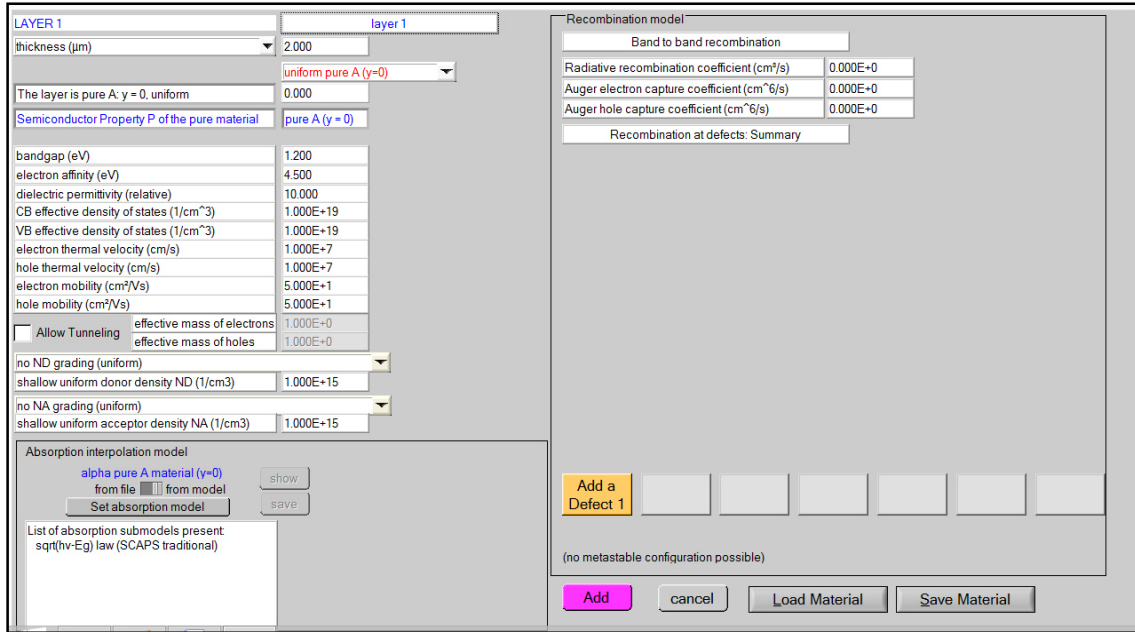 LAYER 1
layer 1
thickness (µm)
2.000
uniform pure A (y=0)
The layer is pure A: y = 0, uniform
0.000
Semiconductor Property P of the pure material
pure A (y = 0)
bandgap (eV)
1.200
electron affinity (eV)
4.500
dielectric permittivity (relative)
10.000
CB effective density of states (1/cm^3)
1.000E+19
VB effective density of states (1/cm^3)
1.000E+19
electron thermal velocity (cm/s)
1.000E+7
hole thermal velocity (cm/s)
1.000E+7
electron mobility (cm²/Vs)
5.000E+1
hole mobility (cm²/Vs)
5.000E+1
Allow Tunneling
effective mass of electrons
1.000E+0
effective mass of holes
1.000E+0
no ND grading (uniform)
shallow uniform donor density ND (1/cm3)
1.000E+15
no NA grading (uniform)
shallow uniform acceptor density NA (1/cm3)
1.000E+15
Absorption interpolation model
alpha pure A material (y=0)
from file from model
show
Set absorption model
save
List of absorption submodels present:
sqrt(hv-Eg) law (SCAPS traditional)
Recombination model
Band to band recombination
Radiative recombination coefficient (cm³/s)
0.000E+0
Auger electron capture coefficient (cm^6/s)
0.000E+0
Auger hole capture coefficient (cm^6/s)
0.000E+0
Recombination at defects: Summary
Add a
Defect 1
(no metastable configuration possible)
Add
cancel
Load Material
Save Material